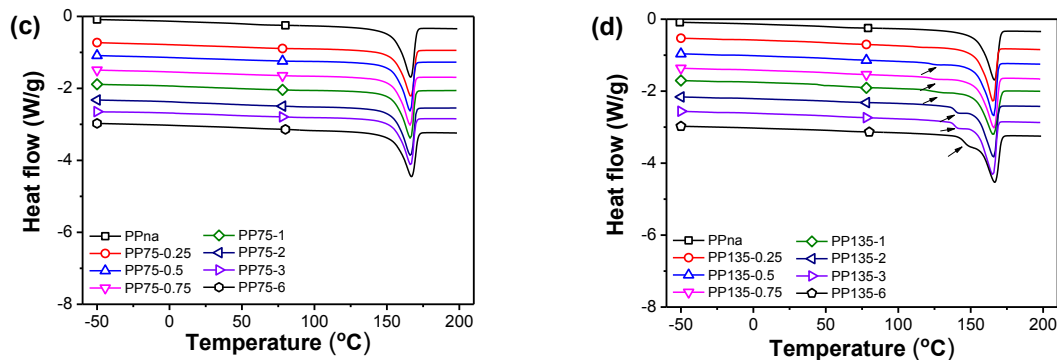 (c)
0
-2
-4
-6
-8
Heat flow (W/g)
PPna
PP75-0.25
PP75-0.5
PP75-0.75
PP75-1
PP75-2
PP75-3
PP75-6
-50 0 50 100 150 200
Temperature (°C)
(d)
0
-2
-4
-6
-8
Heat flow (W/g)
PPna
PP135-0.25
PP135-0.5
PP135-0.75
PP135-1
PP135-2
PP135-3
PP135-6
-50 0 50 100 150 200
Temperature (°C)